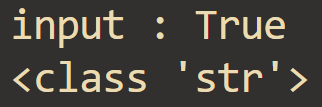 input : True
<class 'str'>